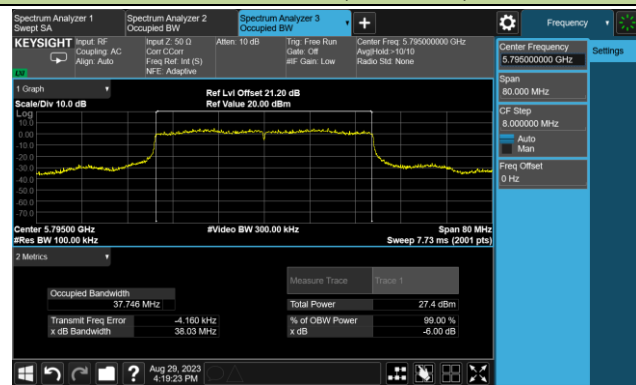 Spectrum Analyzer 1
Swept SA
Spectrum Analyzer 2
Occupied BW
Spectrum Analyzer 3
Occupied BW
+
Frequency
KEYSIGHT
Input: RF
Coupling: AC
Align: Auto
Input Z: 50 Ω
Corr CCorr
Freq Ref: Int (S)
NFE: Adaptive
Atten: 10 dB
Trig: Free Run
Gate: Off
#IF Gain: Low
Center Freq: 5.795000000 GHz
Avg|Hold:>10/10
Radio Std: None
Center Frequency
5.795000000 GHz
Settings
Span
80.000 MHz
CF Step
8.000000 MHz
Auto
Man
Freq Offset
0 Hz
1 Graph
Scale/Div 10.0 dB
Ref Lvl Offset 21.20 dB
Ref Value 20.00 dBm
Log
10.0
0.00
-10.0
-20.0
-30.0
-40.0
-50.0
-60.0
-70.0
Center 5.79500 GHz
#Video BW 300.00 kHz
Span 80 MHz
#Res BW 100.00 kHz
Sweep 7.73 ms (2001 pts)
2 Metrics
Measure Trace
Trace 1
Occupied Bandwidth
37.746 MHz
Total Power
27.4 dBm
Transmit Freq Error
-4.160 kHz
% of OBW Power
99.00 %
x dB Bandwidth
38.03 MHz
x dB
-6.00 dB
?
Aug 29, 2023
4:19:23 PM